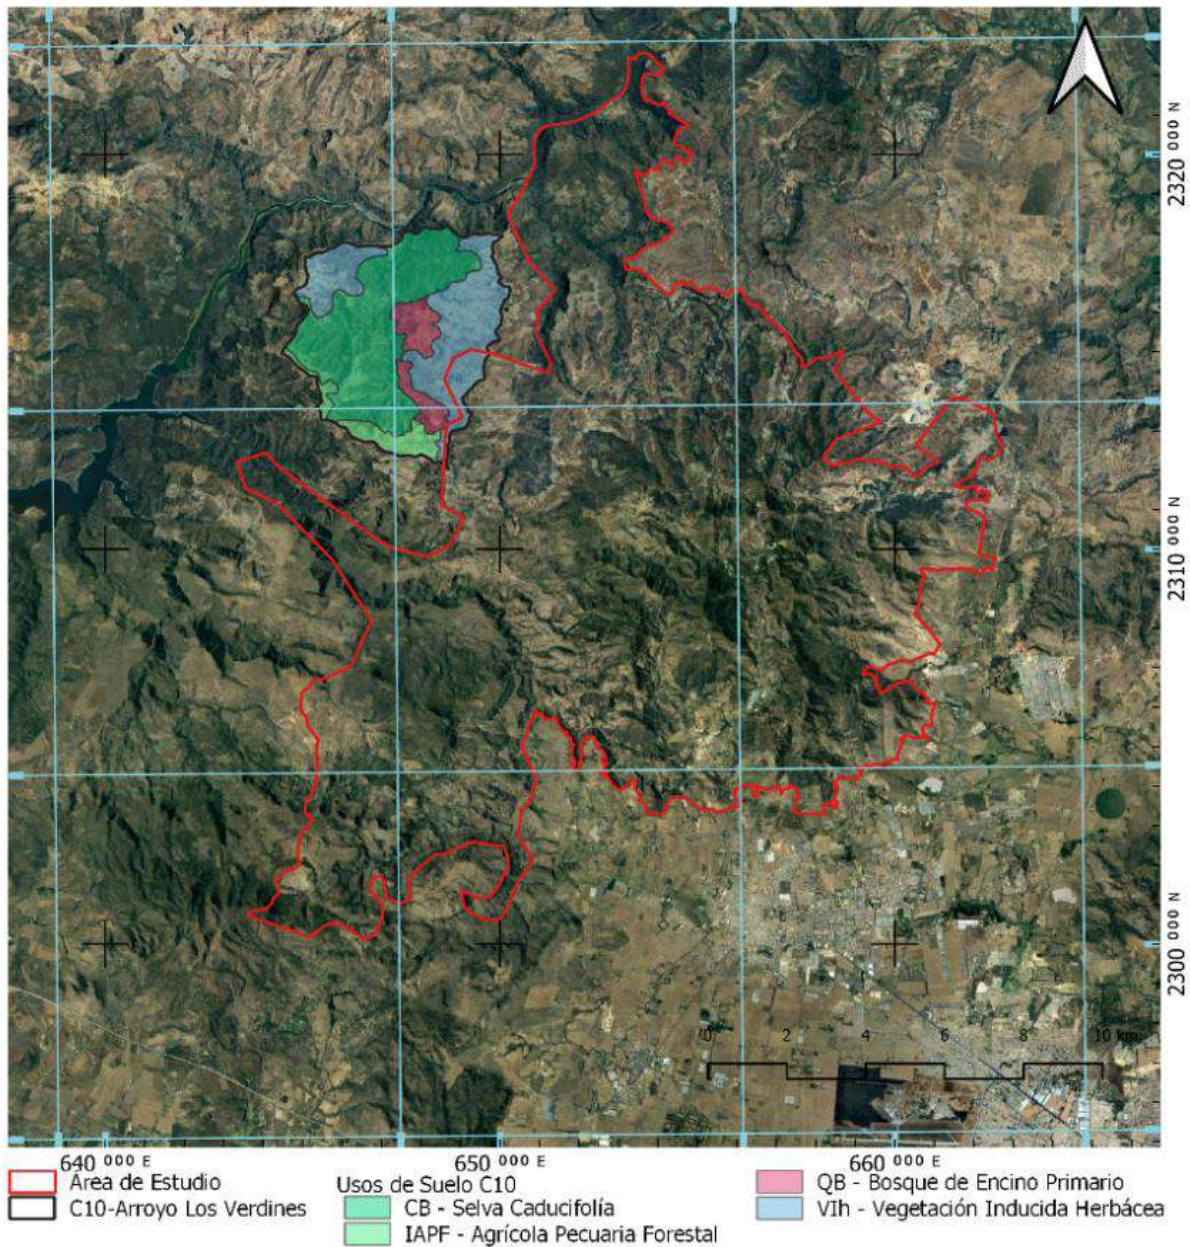 2320 000 N
2310 000 N
2300 000 N
0 2 4 6 8 10 km
640 000 E 650 000 E 660 000 E
Área de Estudio
C10-Arroyo Los Verdines
Usos de Suelo C10
CB - Selva Caducifolía
IAPF - Agrícola Pecuaria Forestal
QB - Bosque de Encino Primario
VIh - Vegetación Inducida Herbácea